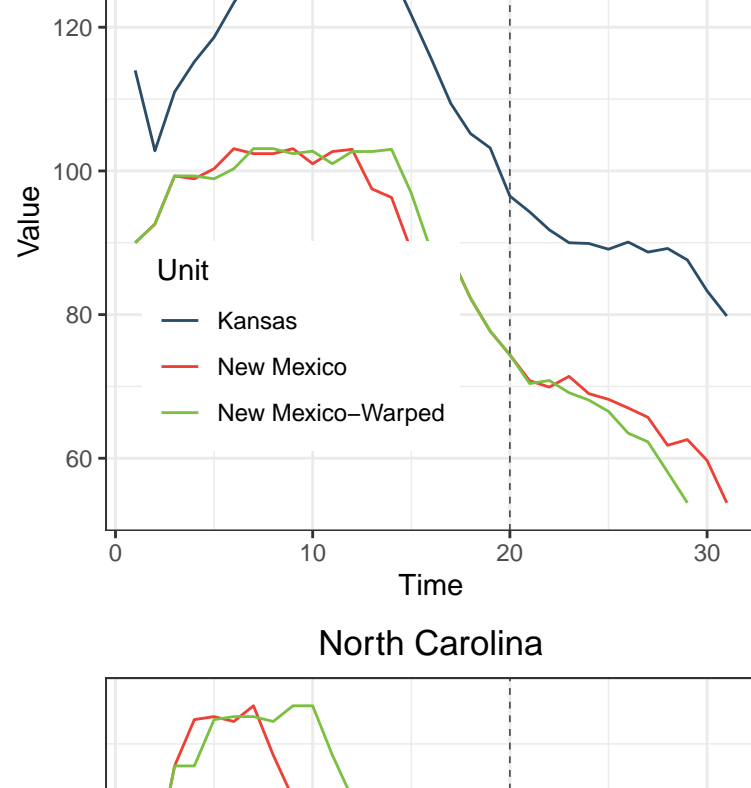 120
100
80
60
Value
Unit
Kansas
New Mexico
New Mexico−Warped
0 10 20 30
Time
North Carolina